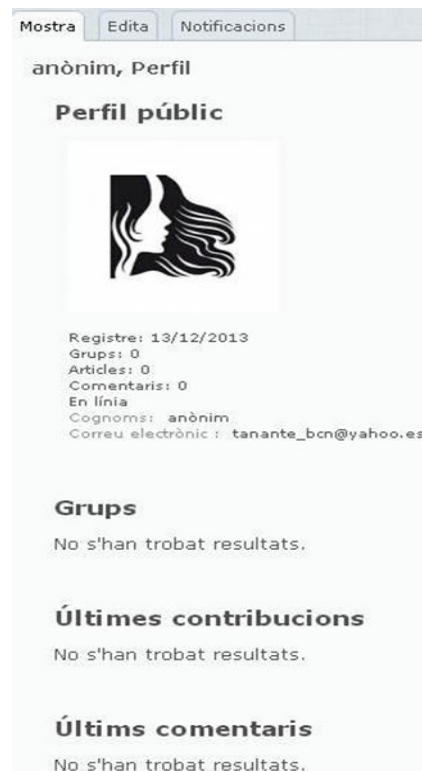 Mostra Edita Notificacions
anònim, Perfil
Perfil públic
Registre: 13/12/2013
Grups: 0
Articles: 0
Comentaris: 0
En línia
Cognoms: anònim
Correu electrònic : tanante_bcn@yahoo.es
Grups
No s'han trobat resultats.
Últimes contribucions
No s'han trobat resultats.
Últims comentaris
No s'han trobat resultats.